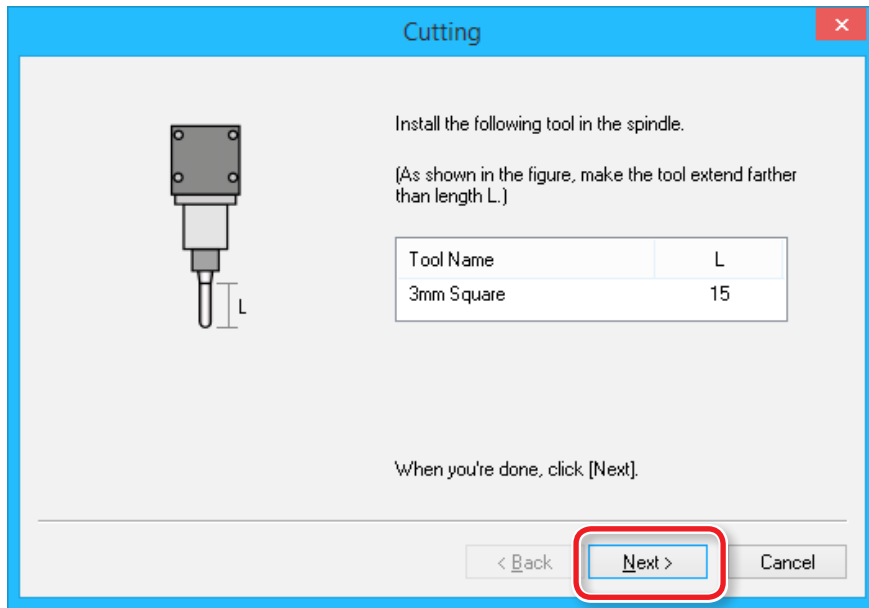 Cutting
Install the following tool in the spindle.
(As shown in the figure, make the tool extend farther
than length L.)
Tool Name L
3mm Square 15
L
When you're done, click [Next].
< Back Next > Cancel